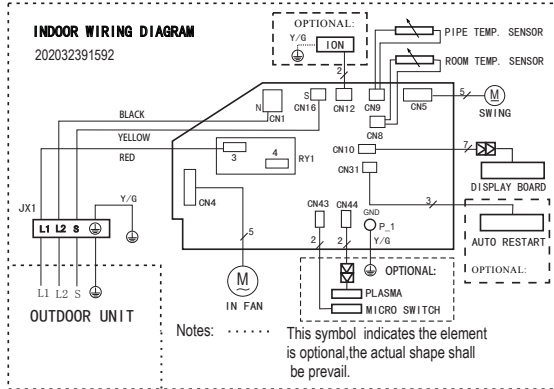 INDOOR WIRING DIAGRAM
202032391592
OPTIONAL:
Y/G
ION
2
PIPE TEMP. SENSOR
ROOM TEMP. SENSOR
N
CN1
S
CN16
CN12
CN9
CN8
CN5
5
M
SWING
BLACK
YELLOW
RED
3
4
RY1
CN10
7
CN31
DISPLAY BOARD
3
AUTO RESTART
OPTIONAL:
CN4
CN43
CN44
GND
P_1
Y/G
2
2
5
M
IN FAN
JX1
L1 L2 S
Y/G
L1 L2 S
OUTDOOR UNIT
OPTIONAL:
PLASMA
MICRO SWITCH
Notes: ······ This symbol indicates the element
is optional,the actual shape shall
be prevail.